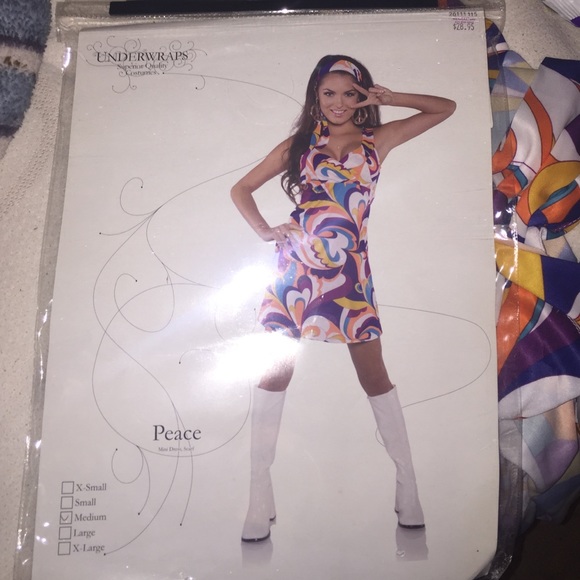 UNDERWRAPS
Superior Quality
Costumes
$28.95
Peace
X-Small
Small
Medium
Large
X-Large